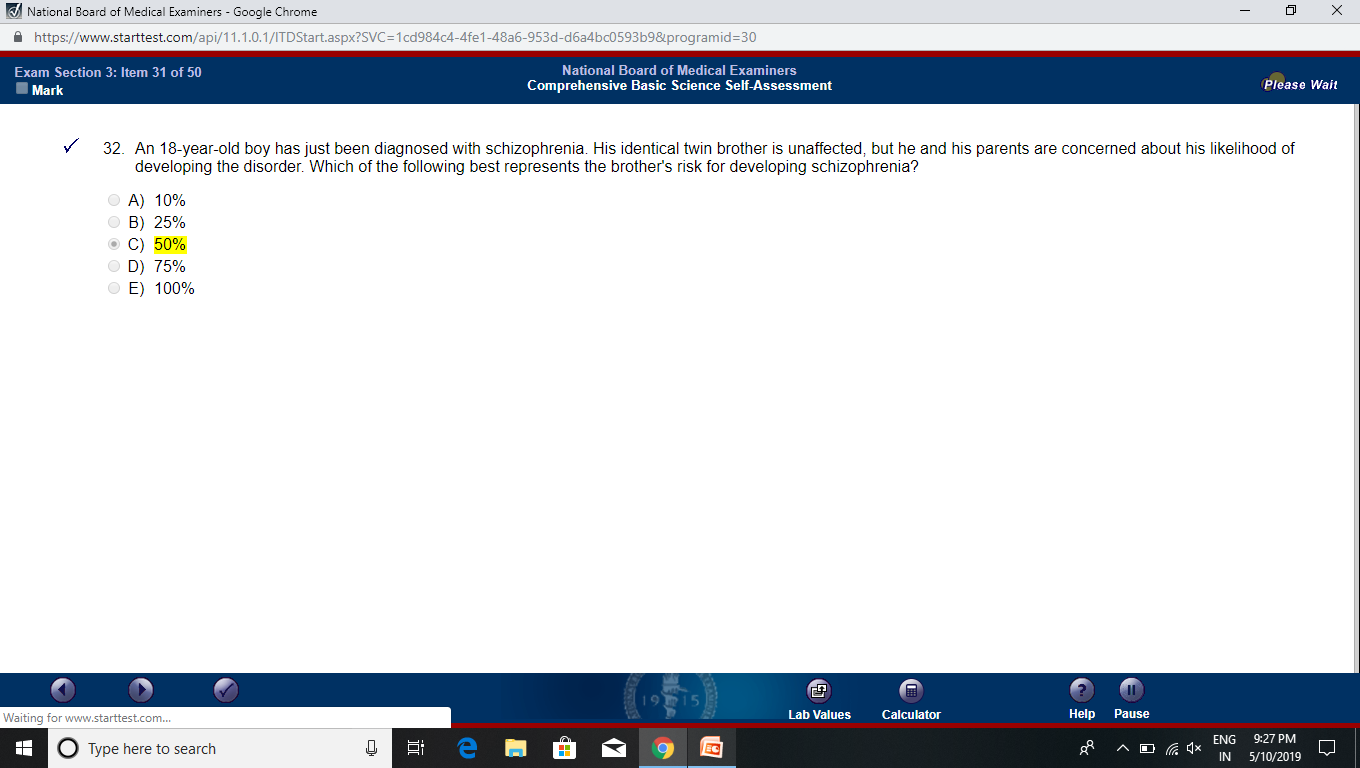 National Board of Medical Examiners - Google Chrome
https://www.starttest.com/api/11.1.0.1/ITDStart.aspx?SVC=1cd984c4-4fe1-48a6-953d-d6a4bc0593b9&programid=30
Exam Section 3: Item 31 of 50
National Board of Medical Examiners
Mark
Comprehensive Basic Science Self-Assessment
Please Wait
32. An 18-year-old boy has just been diagnosed with schizophrenia. His identical twin brother is unaffected, but he and his parents are concerned about his likelihood of
developing the disorder. Which of the following best represents the brother's risk for developing schizophrenia?
A) 10%
B) 25%
C) 50%
D) 75%
E) 100%
1915
Lab Values
Calculator
Help
Pause
Waiting for www.starttest.com...
Type here to search
ENG
IN
9:27 PM
5/10/2019